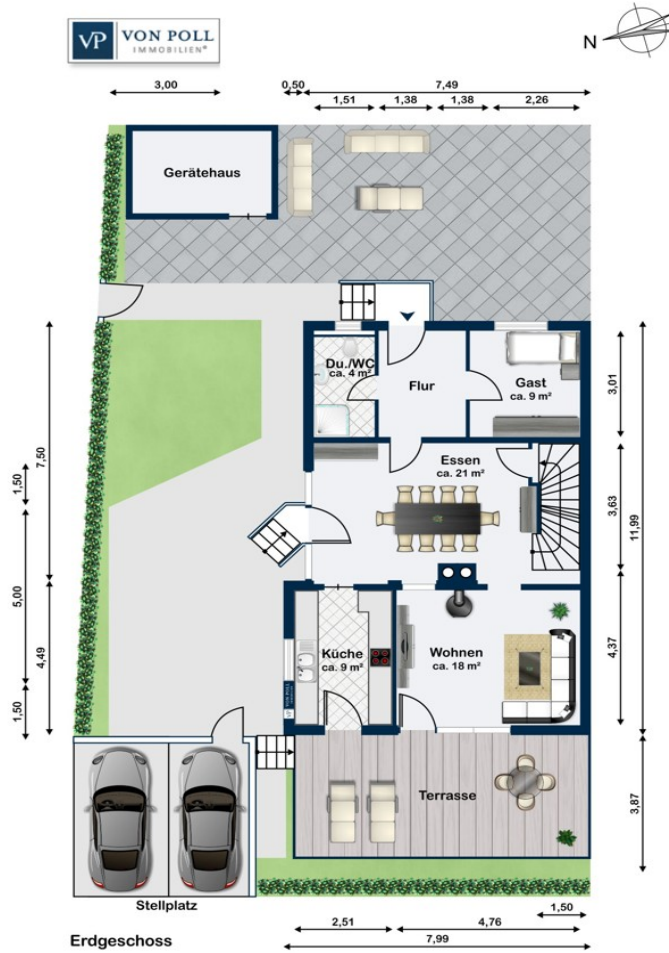 VP VON POLL
IMMOBILIEN®
N
3,00
0,50
7,49
1,51
1,38
1,38
2,26
Gerätehaus
Du./WC
ca. 4 m²
Flur
Gast
ca. 9 m²
3,01
7,50
1,50
Essen
ca. 21 m²
3,63
11,99
5,00
4,49
1,50
Küche
ca. 9 m²
Wohnen
ca. 18 m²
4,37
VP VON POLL
Terrasse
3,87
Stellplatz
1,50
2,51
4,76
7,99
Erdgeschoss